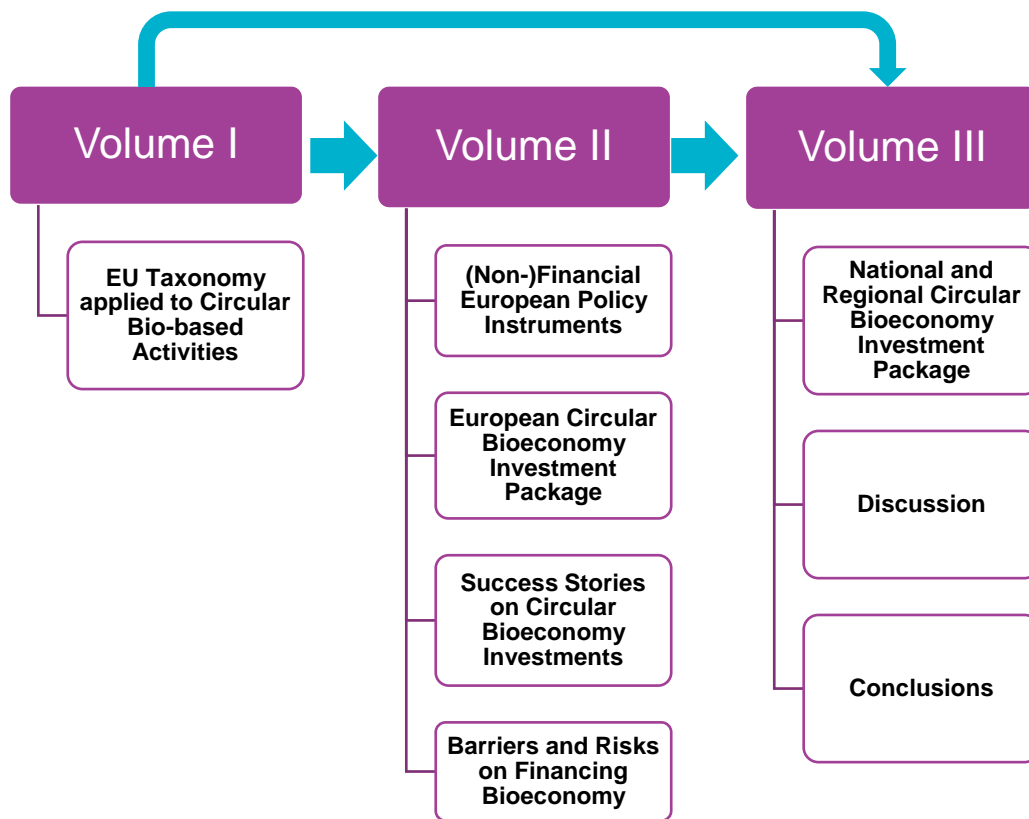 Volume I
EU Taxonomy
applied to Circular
Bio-based
Activities
Volume II
(Non-)Financial
European Policy
Instruments
European Circular
Bioeconomy
Investment
Package
Success Stories
on Circular
Bioeconomy
Investments
Barriers and Risks
on Financing
Bioeconomy
Volume III
National and
Regional Circular
Bioeconomy
Investment
Package
Discussion
Conclusions